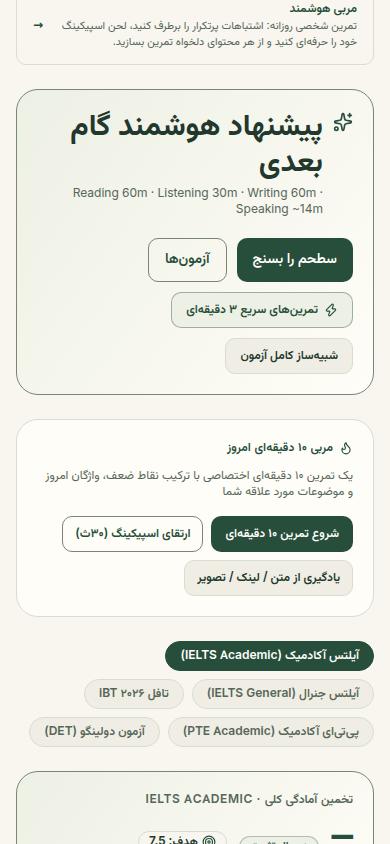 مربی هوشمند
تمرین شخصی روزانه: اشتباهات پرتکرار را برطرف کنید، لحن اسپیکینگ
خود را حرفه‌ای کنید و از هر محتوای دلخواه تمرین بسازید.
←
پیشنهاد هوشمند گام
بعدی
Reading 60m · Listening 30m · Writing 60m ·
Speaking ~14m
سطحم را بسنج
آزمون‌ها
تمرین‌های سریع ۳ دقیقه‌ای
شبیه‌ساز کامل آزمون
مربی ۱۰ دقیقه‌ای امروز
یک تمرین ۱۰ دقیقه‌ای اختصاصی با ترکیب نقاط ضعف، واژگان امروز
و موضوعات مورد علاقه شما
شروع تمرین ۱۰ دقیقه‌ای
ارتقای اسپیکینگ (۳۰ث)
یادگیری از متن / لینک / تصویر
آیلتس آکادمیک (IELTS Academic)
آیلتس جنرال (IELTS General)
تافل IBT ۲۰۲۶
پی‌تی‌ای آکادمیک (PTE Academic)
آزمون دولینگو (DET)
تخمین آمادگی کلی · IELTS ACADEMIC
هدف: 7.5